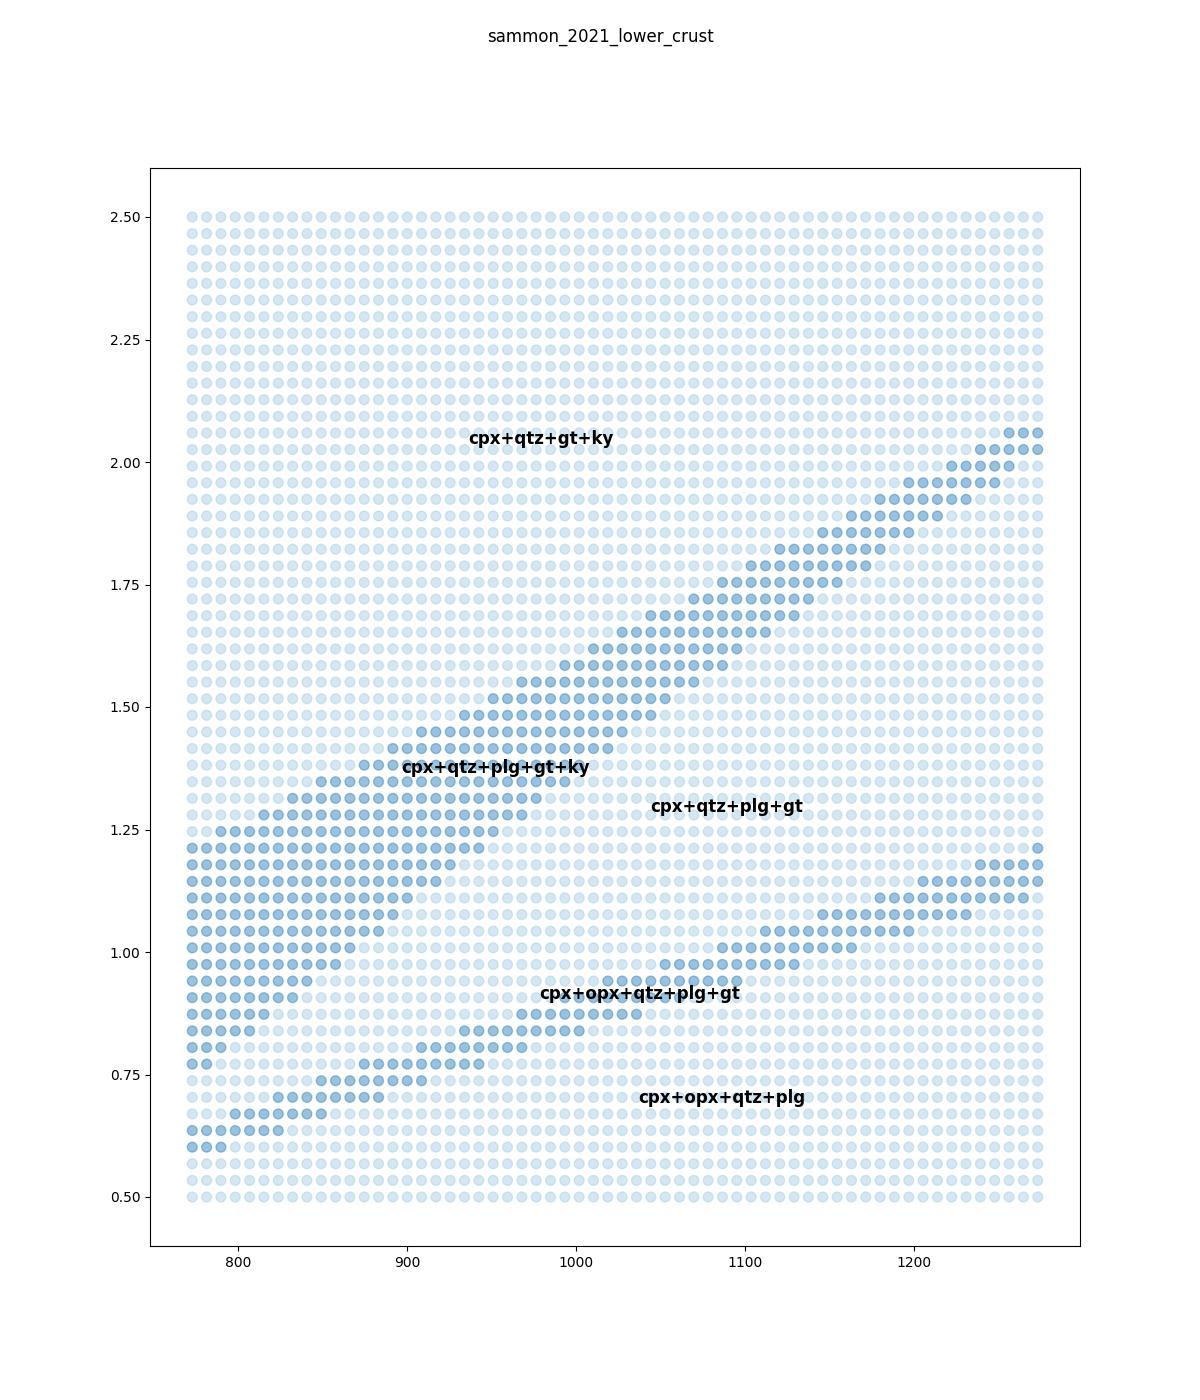 sammon_2021_lower_crust
2.50
2.25
2.00
1.75
1.50
1.25
1.00
0.75
0.50
cpx+qtz+gt+ky
cpx+qtz+plg+gt+ky
cpx+qtz+plg+gt
cpx+opx+qtz+plg+gt
cpx+opx+qtz+plg
800 900 1000 1100 1200